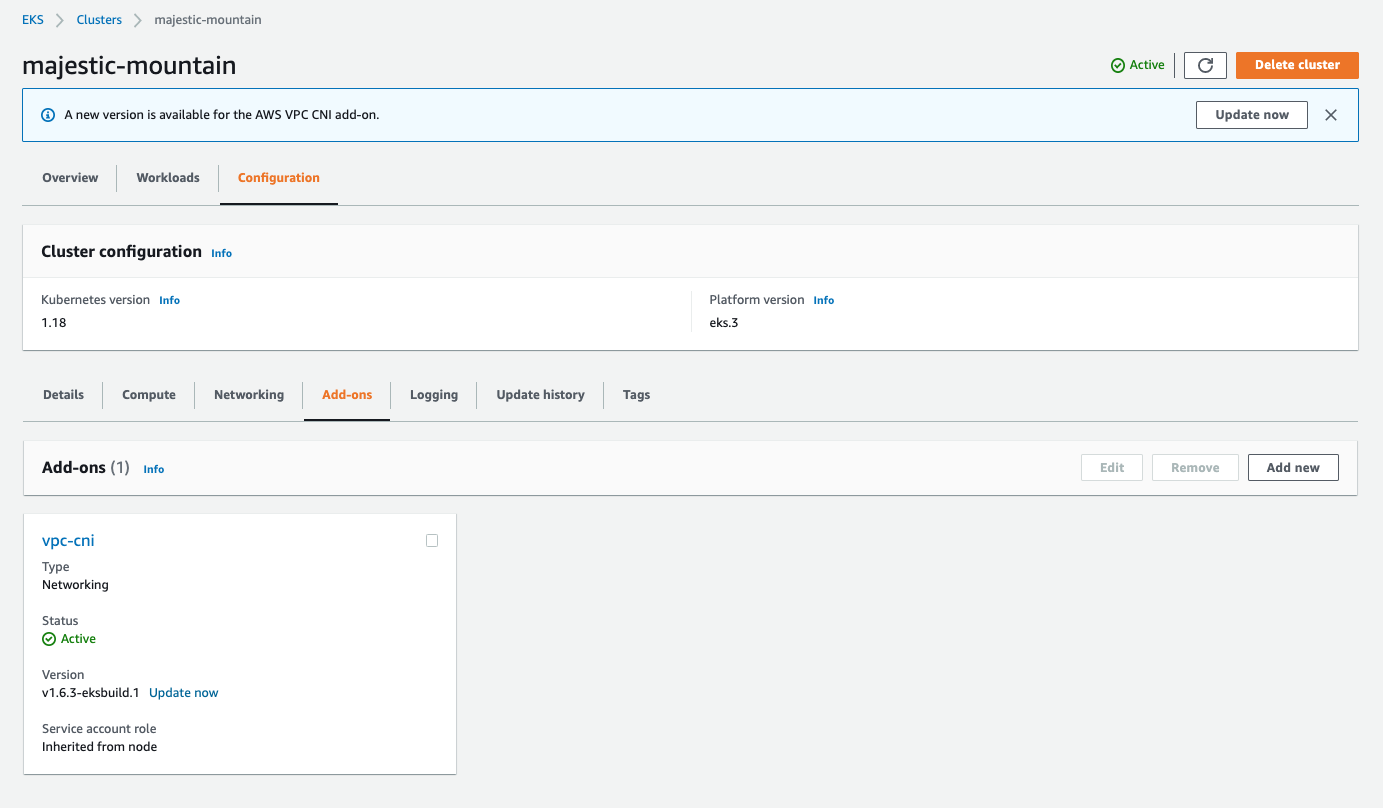 EKS Clusters majestic-mountain
majestic-mountain
Active
Delete cluster
A new version is available for the AWS VPC CNI add-on.
Update now
Overview Workloads Configuration
Cluster configuration Info
Kubernetes version Info
1.18
Platform version Info
eks.3
Details Compute Networking Add-ons Logging Update history Tags
Add-ons (1) Info
Edit Remove Add new
vpc-cni
Type
Networking
Status
Active
Version
v1.6.3-eksbuild.1 Update now
Service account role
Inherited from node